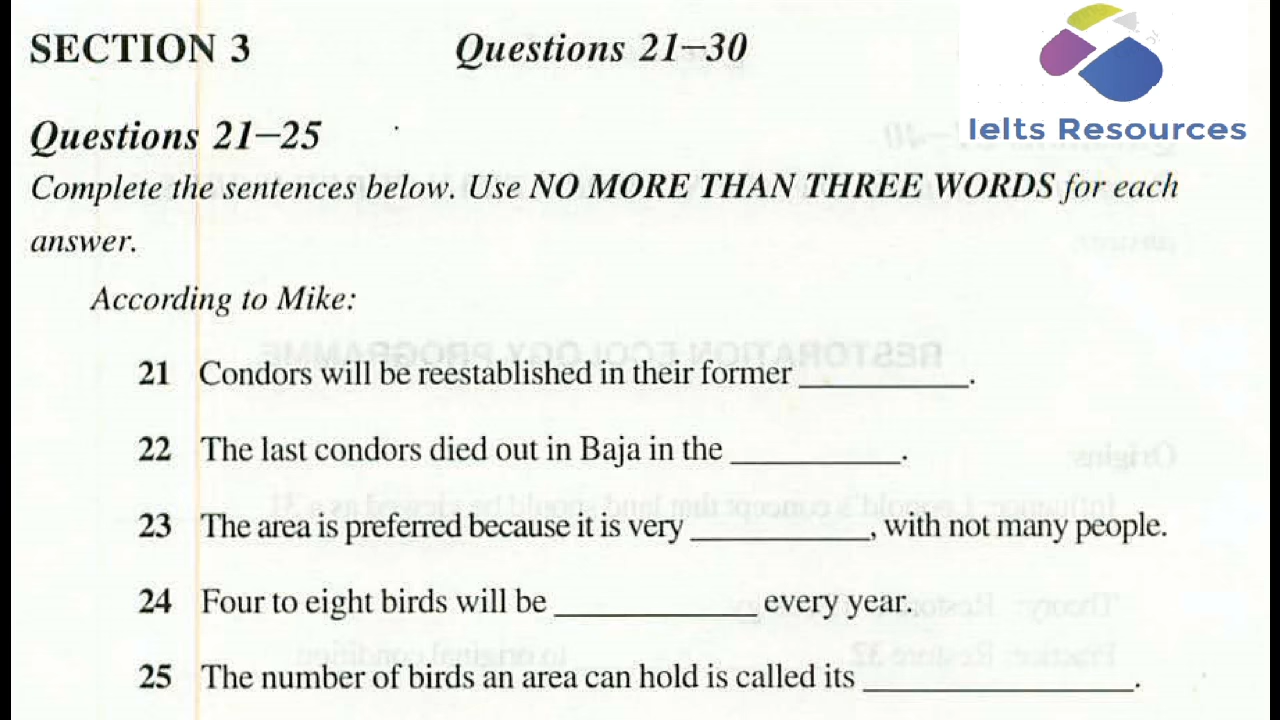 SECTION 3 Questions 21–30
Ielts Resources
Questions 21–25
Complete the sentences below. Use NO MORE THAN THREE WORDS for each
answer.
According to Mike:
21 Condors will be reestablished in their former __________.
22 The last condors died out in Baja in the __________.
23 The area is preferred because it is very __________, with not many people.
24 Four to eight birds will be __________ every year.
25 The number of birds an area can hold is called its __________.